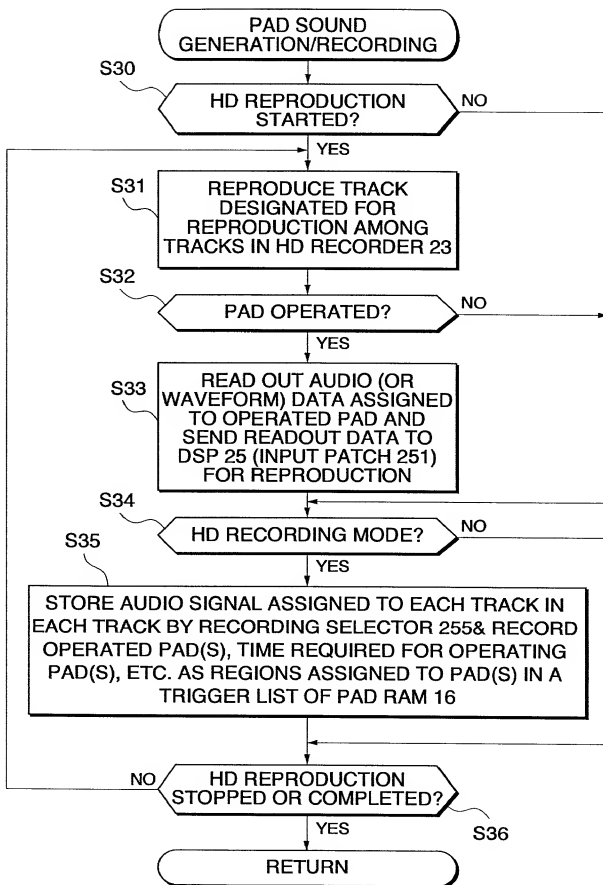 PAD SOUND
GENERATION/RECORDING
S30
HD REPRODUCTION
STARTED?
NO
YES
S31
REPRODUCE TRACK
DESIGNATED FOR
REPRODUCTION AMONG
TRACKS IN HD RECORDER 23
S32
PAD OPERATED?
NO
YES
S33
READ OUT AUDIO (OR
WAVEFORM) DATA ASSIGNED
TO OPERATED PAD AND
SEND READOUT DATA TO
DSP 25 (INPUT PATCH 251)
FOR REPRODUCTION
S34
HD RECORDING MODE?
NO
YES
S35
STORE AUDIO SIGNAL ASSIGNED TO EACH TRACK IN
EACH TRACK BY RECORDING SELECTOR 255& RECORD
OPERATED PAD(S), TIME REQUIRED FOR OPERATING
PAD(S), ETC. AS REGIONS ASSIGNED TO PAD(S) IN A
TRIGGER LIST OF PAD RAM 16
NO
HD REPRODUCTION
STOPPED OR COMPLETED?
S36
YES
RETURN